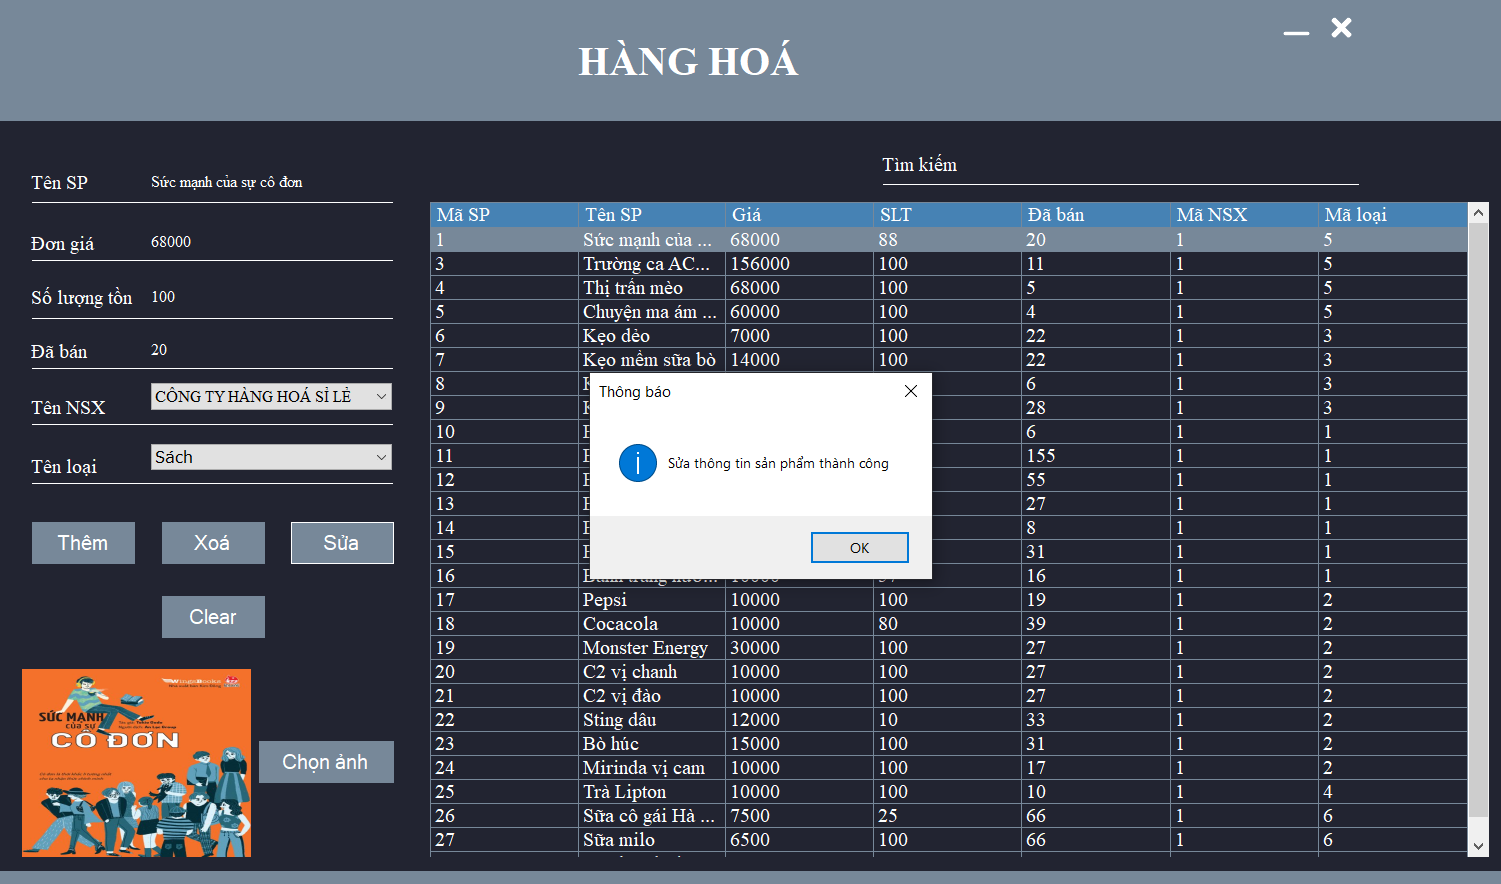 HÀNG HOÁ
Tìm kiếm
Tên SP Sức mạnh của sự cô đơn
Đơn giá 68000
Số lượng tồn 100
Đã bán 20
Tên NSX CÔNG TY HÀNG HOÁ SỈ LẺ
Tên loại Sách
Thêm Xoá Sửa
Clear
Chọn ảnh
WingsBooks
SỨC MẠNH
của sự
CÔ ĐƠN
Mã SP Tên SP Giá SLT Đã bán Mã NSX Mã loại
1 Sức mạnh của ... 68000 88 20 1 5
3 Trường ca AC... 156000 100 11 1 5
4 Thị trấn mèo 68000 100 5 1 5
5 Chuyện ma ám ... 60000 100 4 1 5
6 Kẹo dẻo 7000 100 22 1 3
7 Kẹo mềm sữa bò 14000 100 22 1 3
8 6 1 3
9 28 1 3
10 6 1 1
11 155 1 1
12 55 1 1
13 27 1 1
14 8 1 1
15 31 1 1
16 16 1 1
17 Pepsi 10000 100 19 1 2
18 Cocacola 10000 80 39 1 2
19 Monster Energy 30000 100 27 1 2
20 C2 vị chanh 10000 100 27 1 2
21 C2 vị đào 10000 100 27 1 2
22 Sting dâu 12000 10 33 1 2
23 Bò húc 15000 100 31 1 2
24 Mirinda vị cam 10000 100 17 1 2
25 Trà Lipton 10000 100 10 1 4
26 Sữa cô gái Hà ... 7500 25 66 1 6
27 Sữa milo 6500 100 66 1 6
Thông báo
Sửa thông tin sản phẩm thành công
OK